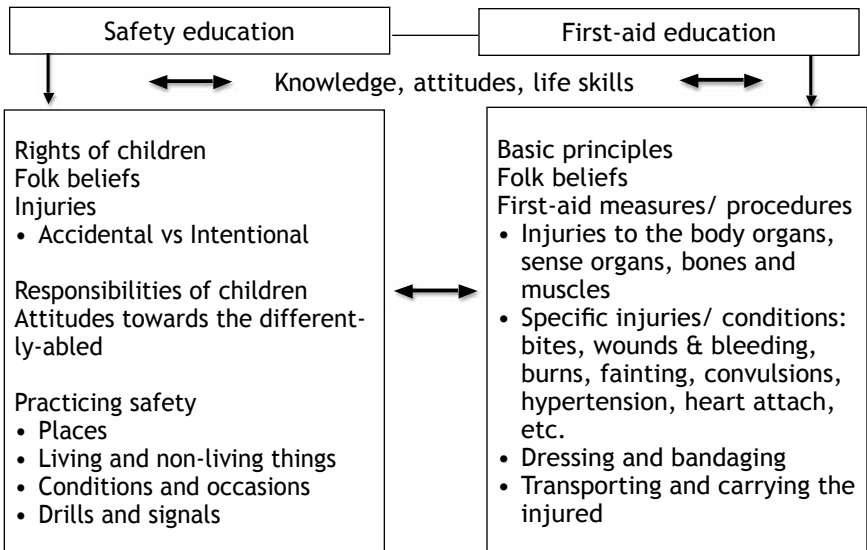 Safety education
First-aid education
Knowledge, attitudes, life skills
Rights of children
Folk beliefs
Injuries
• Accidental vs Intentional
Responsibilities of children
Attitudes towards the different-
ly-abled
Practicing safety
• Places
• Living and non-living things
• Conditions and occasions
• Drills and signals
Basic principles
Folk beliefs
First-aid measures/ procedures
• Injuries to the body organs,
sense organs, bones and
muscles
• Specific injuries/ conditions:
bites, wounds & bleeding,
burns, fainting, convulsions,
hypertension, heart attach,
etc.
• Dressing and bandaging
• Transporting and carrying the
injured